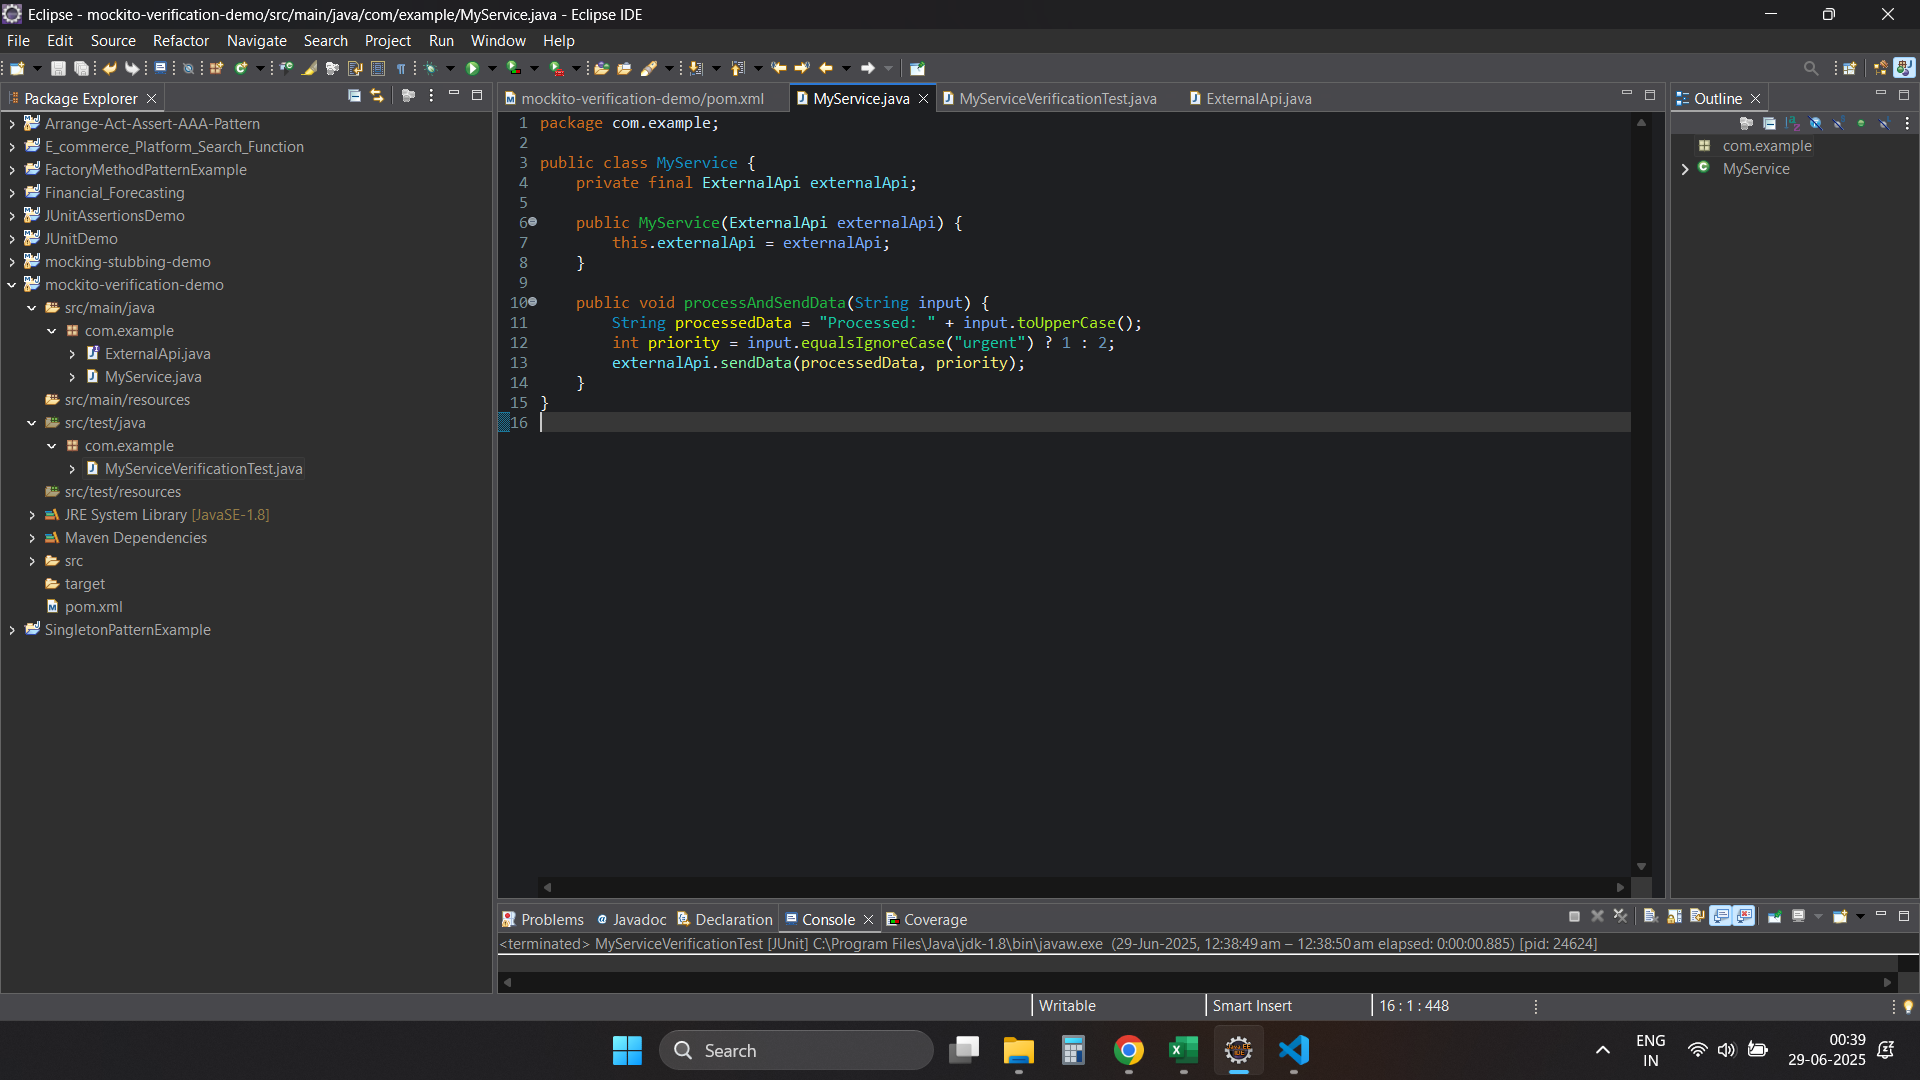 Eclipse - mockito-verification-demo/src/main/java/com/example/MyService.java - Eclipse IDE
File Edit Source Refactor Navigate Search Project Run Window Help
Package Explorer
Arrange-Act-Assert-AAA-Pattern
E_commerce_Platform_Search_Function
FactoryMethodPatternExample
Financial_Forecasting
JUnitAssertionsDemo
JUnitDemo
mocking-stubbing-demo
mockito-verification-demo
src/main/java
com.example
ExternalApi.java
MyService.java
src/main/resources
src/test/java
com.example
MyServiceVerificationTest.java
src/test/resources
JRE System Library [JavaSE-1.8]
Maven Dependencies
src
target
pom.xml
SingletonPatternExample
mockito-verification-demo/pom.xml MyService.java MyServiceVerificationTest.java ExternalApi.java
1 package com.example;
2
3 public class MyService {
4 private final ExternalApi externalApi;
5
6 public MyService(ExternalApi externalApi) {
7 this.externalApi = externalApi;
8 }
9
10 public void processAndSendData(String input) {
11 String processedData = "Processed: " + input.toUpperCase();
12 int priority = input.equalsIgnoreCase("urgent") ? 1 : 2;
13 externalApi.sendData(processedData, priority);
14 }
15 }
16
Outline
com.example
MyService
Problems Javadoc Declaration Console Coverage
<terminated> MyServiceVerificationTest [JUnit] C:\Program Files\Java\jdk-1.8\bin\javaw.exe (29-Jun-2025, 12:38:49 am – 12:38:50 am elapsed: 0:00:00.885) [pid: 24624]
Writable Smart Insert 16 : 1 : 448
Search
ENG
IN
00:39
29-06-2025